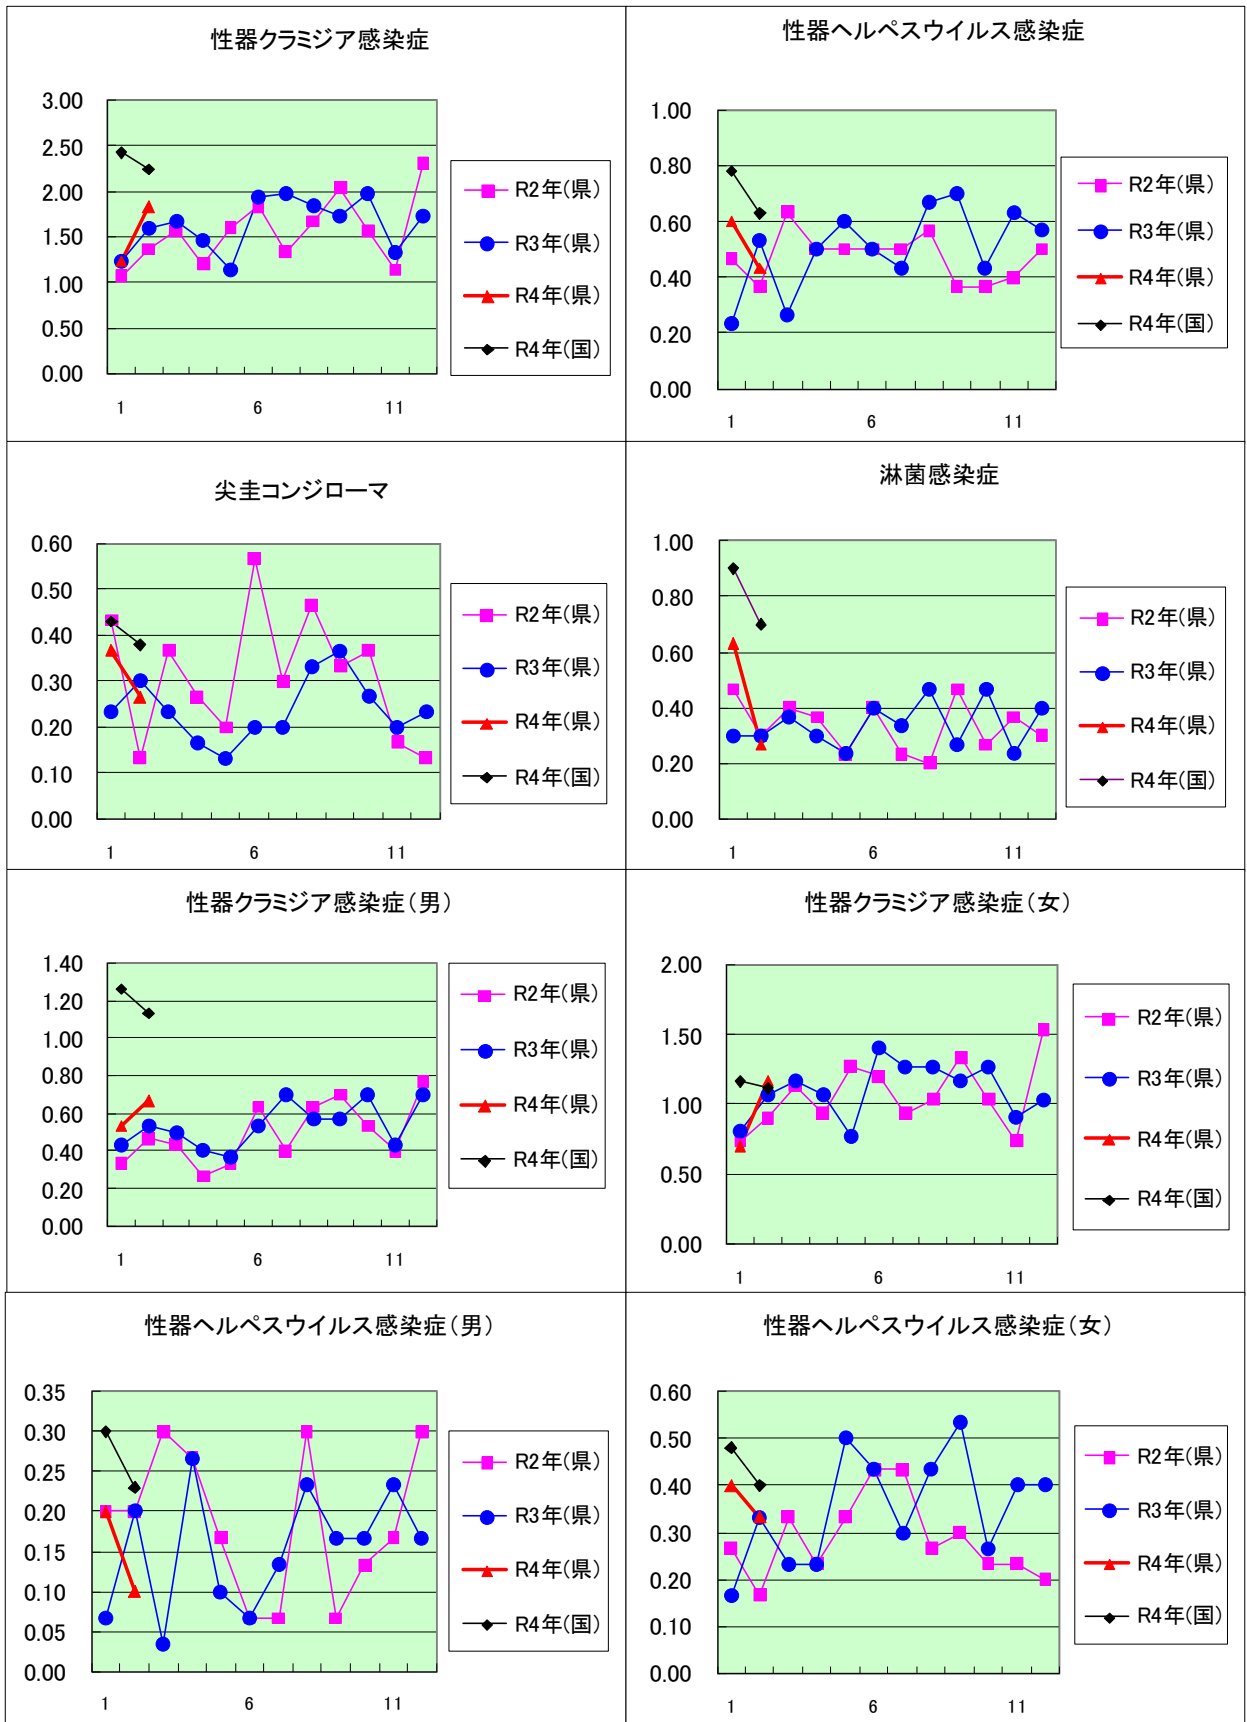 性器クラミジア感染症
3.00
2.50
2.00
1.50
1.00
0.50
0.00
1
6
11
R2年(県)
R3年(県)
R4年(県)
R4年(国)
性器ヘルペスウイルス感染症
1.00
0.80
0.60
0.40
0.20
0.00
1
6
11
R2年(県)
R3年(県)
R4年(県)
R4年(国)
尖圭コンジローマ
0.60
0.50
0.40
0.30
0.20
0.10
0.00
1
6
11
R2年(県)
R3年(県)
R4年(県)
R4年(国)
淋菌感染症
1.00
0.80
0.60
0.40
0.20
0.00
1
6
11
R2年(県)
R3年(県)
R4年(県)
R4年(国)
性器クラミジア感染症(男)
1.40
1.20
1.00
0.80
0.60
0.40
0.20
0.00
1
6
11
R2年(県)
R3年(県)
R4年(県)
R4年(国)
性器クラミジア感染症(女)
2.00
1.50
1.00
0.50
0.00
1
6
11
R2年(県)
R3年(県)
R4年(県)
R4年(国)
性器ヘルペスウイルス感染症(男)
0.35
0.30
0.25
0.20
0.15
0.10
0.05
0.00
1
6
11
R2年(県)
R3年(県)
R4年(県)
R4年(国)
性器ヘルペスウイルス感染症(女)
0.60
0.50
0.40
0.30
0.20
0.10
0.00
1
6
11
R2年(県)
R3年(県)
R4年(県)
R4年(国)